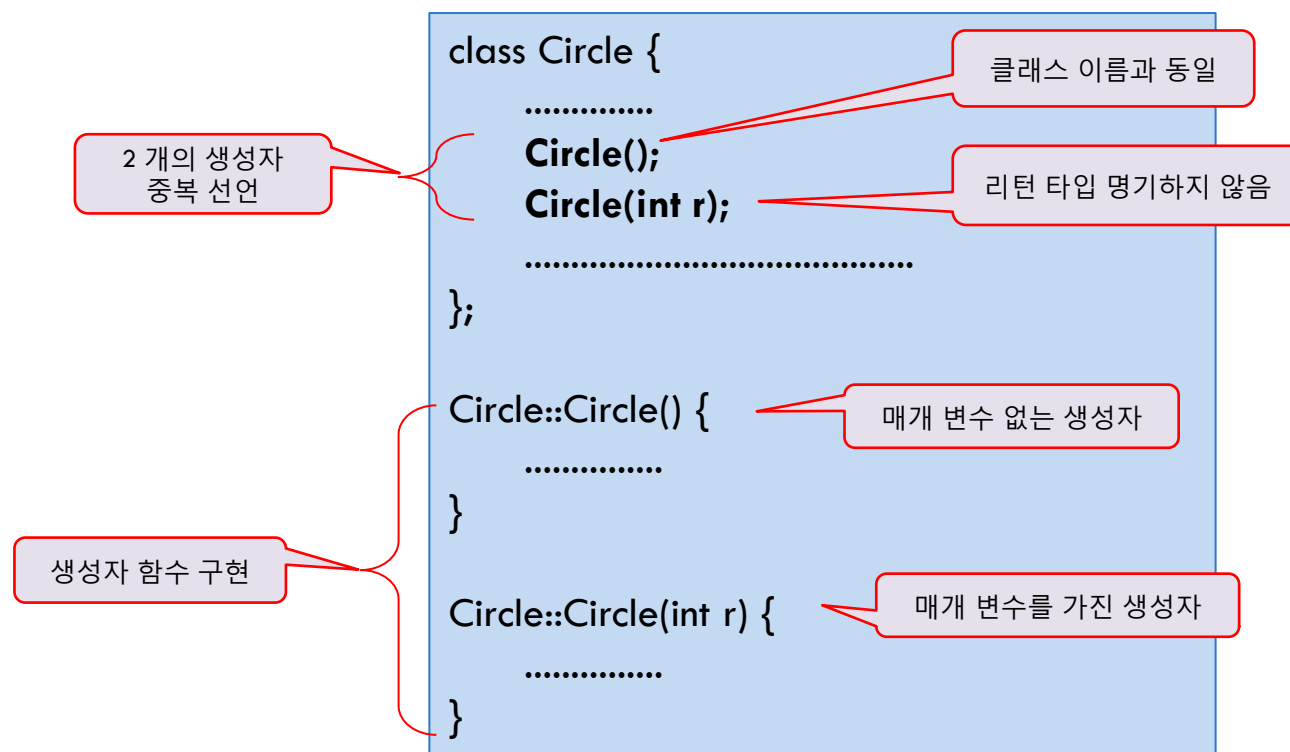 class Circle {
..............
Circle();
Circle(int r);
..........................................
};
Circle::Circle() {
...............
}
Circle::Circle(int r) {
...............
}
클래스 이름과 동일
2 개의 생성자
중복 선언
리턴 타입 명기하지 않음
매개 변수 없는 생성자
생성자 함수 구현
매개 변수를 가진 생성자